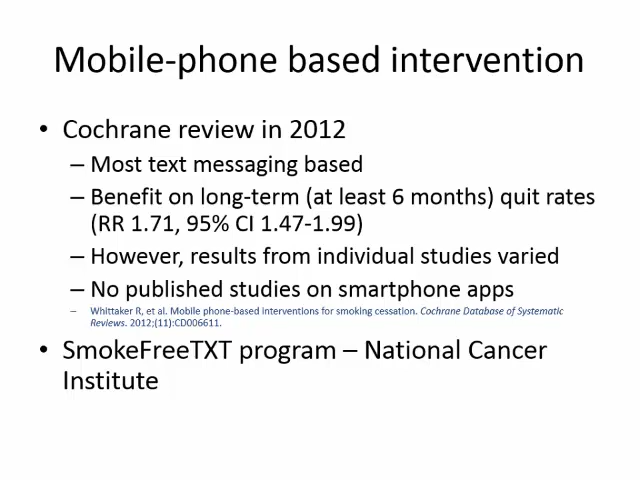 Mobile-phone based intervention
• Cochrane review in 2012
– Most text messaging based
– Benefit on long-term (at least 6 months) quit rates
(RR 1.71, 95% CI 1.47-1.99)
– However, results from individual studies varied
– No published studies on smartphone apps
– Whittaker R, et al. Mobile phone-based interventions for smoking cessation. Cochrane Database of Systematic
Reviews. 2012;(11):CD006611.
• SmokeFreeTXT program – National Cancer
Institute